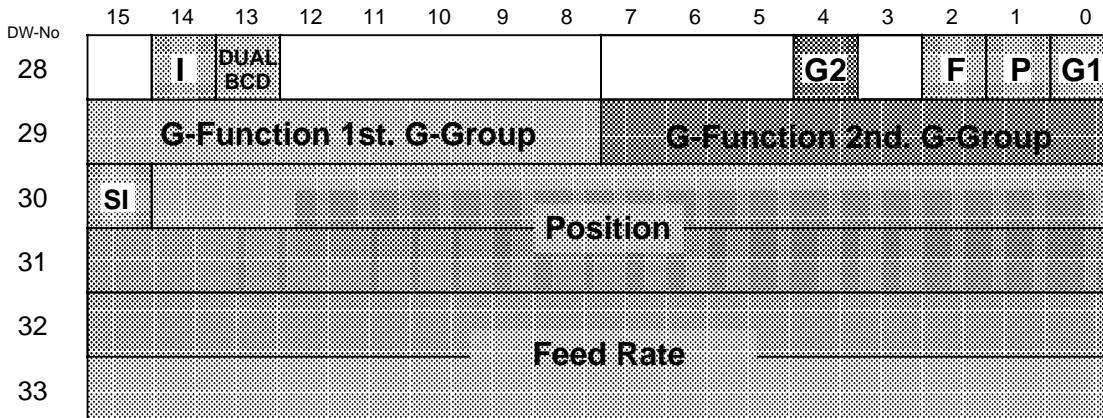 15 14 13 12 11 10 9 8 7 6 5 4 3 2 1 0
DW-No
28 I DUAL BCD G2 F P G1
29 G-Function 1st. G-Group G-Function 2nd. G-Group
30 SI
Position
31
32
Feed Rate
33